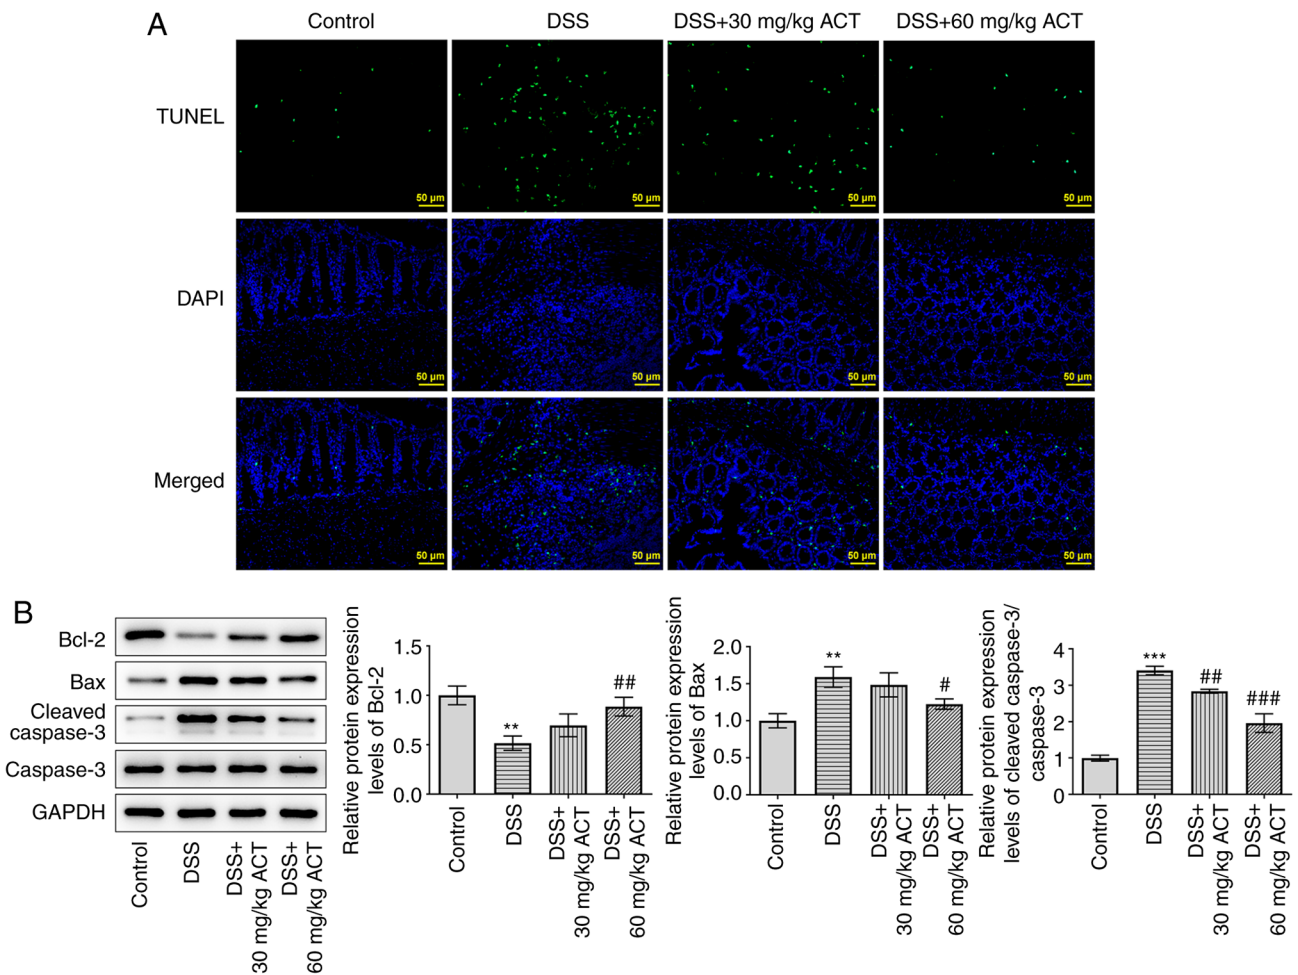 A
Control
DSS
DSS+30 mg/kg ACT
DSS+60 mg/kg ACT
TUNEL
50 µm
50 µm
50 µm
50 µm
DAPI
50 µm
50 µm
50 µm
50 µm
Merged
50 µm
50 µm
50 µm
50 µm
B
Bcl-2
Bax
Cleaved
caspase-3
Caspase-3
GAPDH
Control
DSS
DSS+
30 mg/kg ACT
DSS+
60 mg/kg ACT
Relative protein expression
levels of Bcl-2
1.5
1.0
0.5
0.0
**
##
Control
DSS
DSS+
30 mg/kg ACT
DSS+
60 mg/kg ACT
Relative protein expression
levels of Bax
2.0
1.5
1.0
0.5
0.0
**
#
Control
DSS
DSS+
30 mg/kg ACT
DSS+
60 mg/kg ACT
Relative protein expression
levels of cleaved caspase-3/
caspase-3
4
3
2
1
0
***
##
###
Control
DSS
DSS+
30 mg/kg ACT
DSS+
60 mg/kg ACT